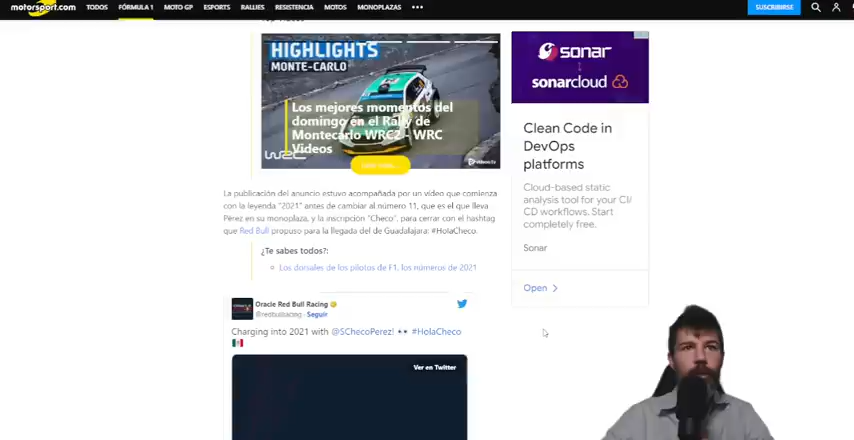 motorsport.com
TODOS
FÓRMULA 1
MOTO GP
ESPORTS
RALLIES
RESISTENCIA
MOTOS
MONOPLAZAS
SUSCRIBIRSE
HIGHLIGHTS
MONTE-CARLO
Los mejores momentos del
domingo en el Rally de
Montecarlo WRC2 - WRC
Videos
La publicación del anuncio estuvo acompañada por un video que comienza
con la leyenda "2021" antes de cambiar al número 11, que es el que lleva
Pérez en su monoplaza, y la inscripción "Checo", para cerrar con el hashtag
que Red Bull propuso para la llegada del de Guadalajara: #HolaCheco.
¿Te sabes todos?:
Los dorsales de los pilotos de F1, los números de 2021
Oracle Red Bull Racing
@redbullracing · Seguir
Charging into 2021 with @SChecoPerez! 👀 #HolaCheco
🇲🇽
Ver en Twitter
sonar
sonarcloud
Clean Code in
DevOps
platforms
Cloud-based static
analysis tool for your CI/
CD workflows. Start
completely free.
Sonar
Open